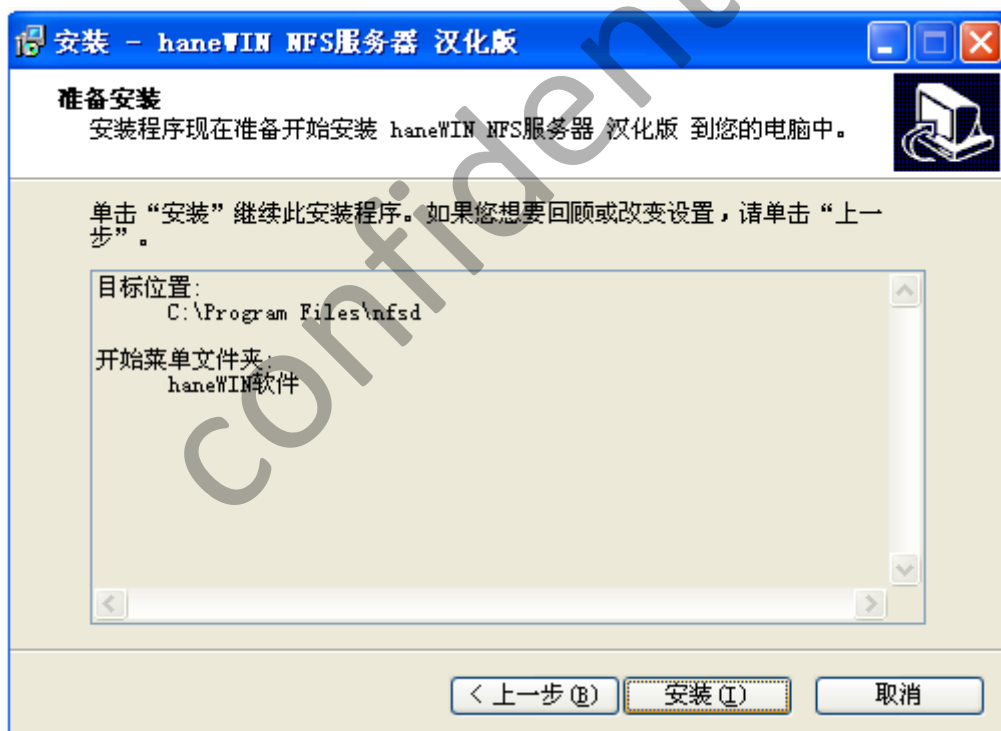 安装 - haneWIN NFS服务器 汉化版
准备安装
安装程序现在准备开始安装 haneWIN NFS服务器 汉化版 到您的电脑中。
单击“安装”继续此安装程序。如果您想要回顾或改变设置，请单击“上一
步”。
目标位置:
C:\Program Files\nfsd
开始菜单文件夹:
haneWIN软件
confident
< 上一步(B)
安装(I)
取消